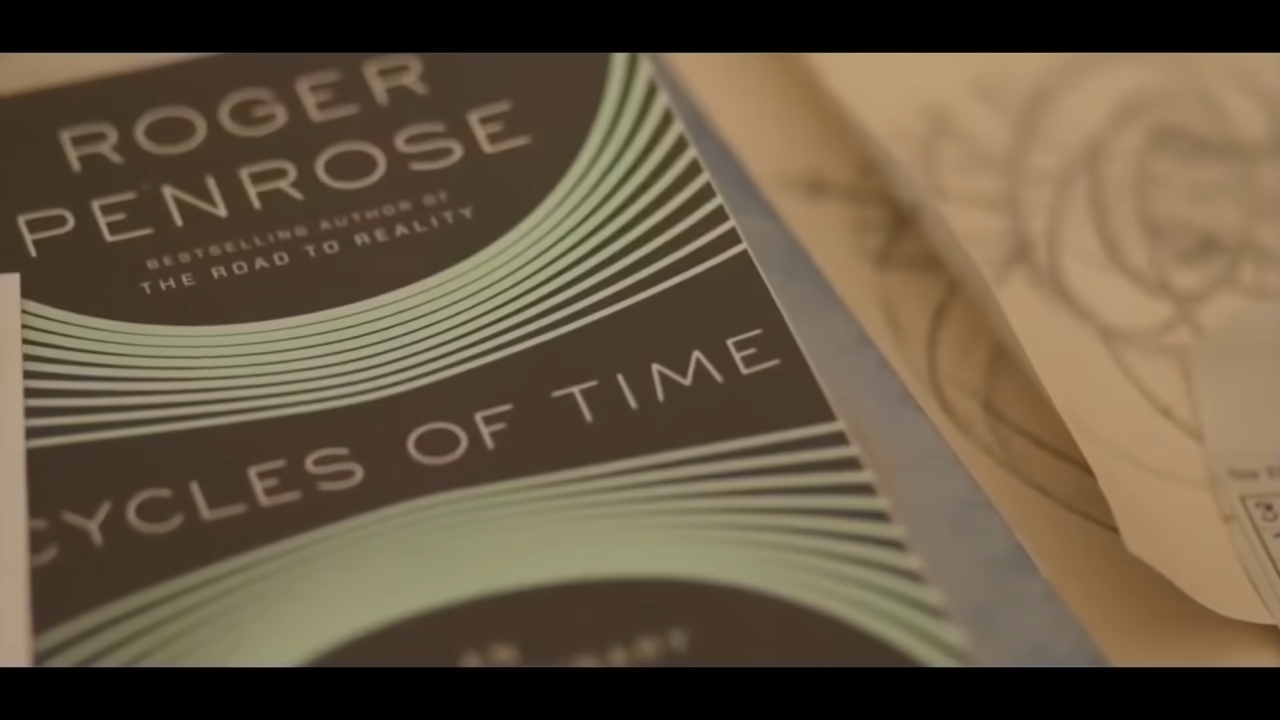 ROGER
PENROSE
BESTSELLING AUTHOR OF
THE ROAD TO REALITY
CYCLES OF TIME